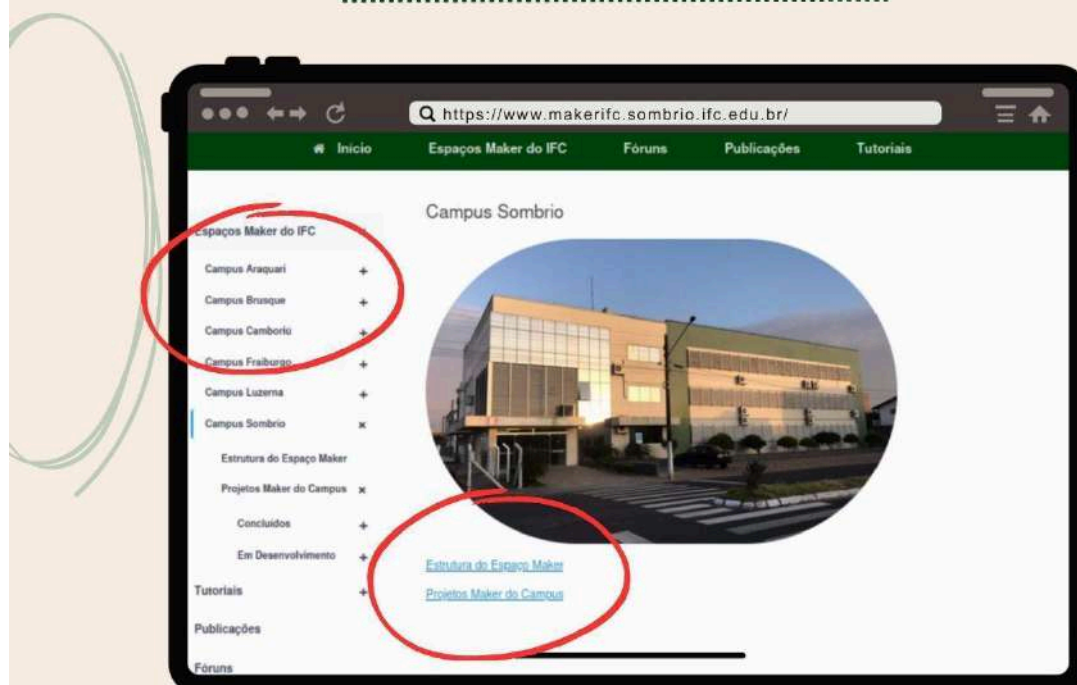 https://www.makerifc.sombrio.ifc.edu.br/
Início Espaços Maker do IFC Fóruns Publicações Tutoriais
Campus Sombrio
Espaços Maker do IFC
Campus Araquari +
Campus Brusque +
Campus Camboriú +
Campus Fraiburgo +
Campus Luzerna +
Campus Sombrio ×
Estrutura do Espaço Maker
Projetos Maker do Campus ×
Concluídos +
Em Desenvolvimento +
Tutoriais +
Publicações
Fóruns
Estrutura do Espaço Maker
Projetos Maker do Campus